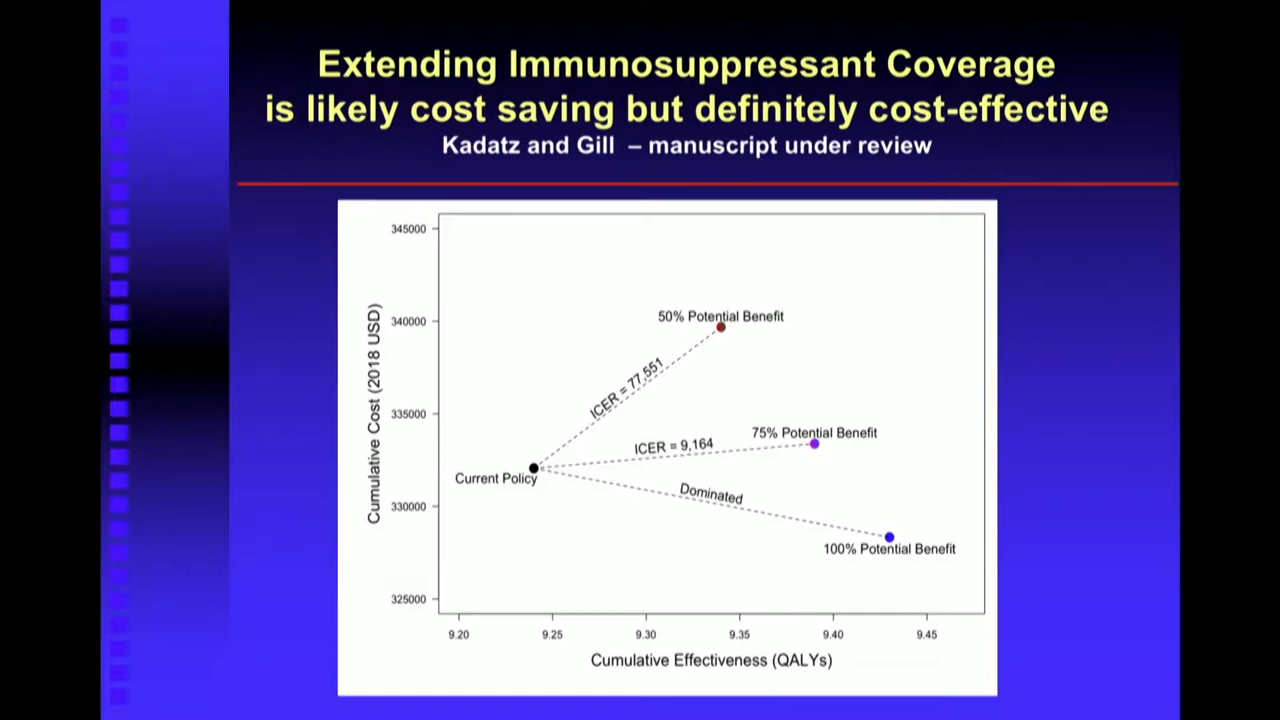 Extending Immunosuppressant Coverage
is likely cost saving but definitely cost-effective
Kadatz and Gill – manuscript under review
345000
340000
335000
330000
325000
Cumulative Cost (2018 USD)
50% Potential Benefit
ICER = 77,551
75% Potential Benefit
ICER = 9,164
Current Policy
Dominated
100% Potential Benefit
9.20 9.25 9.30 9.35 9.40 9.45
Cumulative Effectiveness (QALYs)